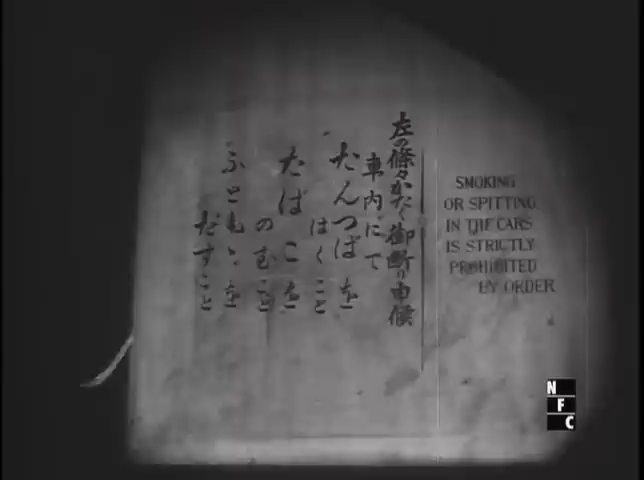 左の條々かたく御断り申候
車内にて
たんつばを
はくこと
たばこを
のむこと
ふともゝを
だすこと
SMOKING
OR SPITTING
IN THE CARS
IS STRICTLY
PROHIBITED
BY ORDER
N
F
C